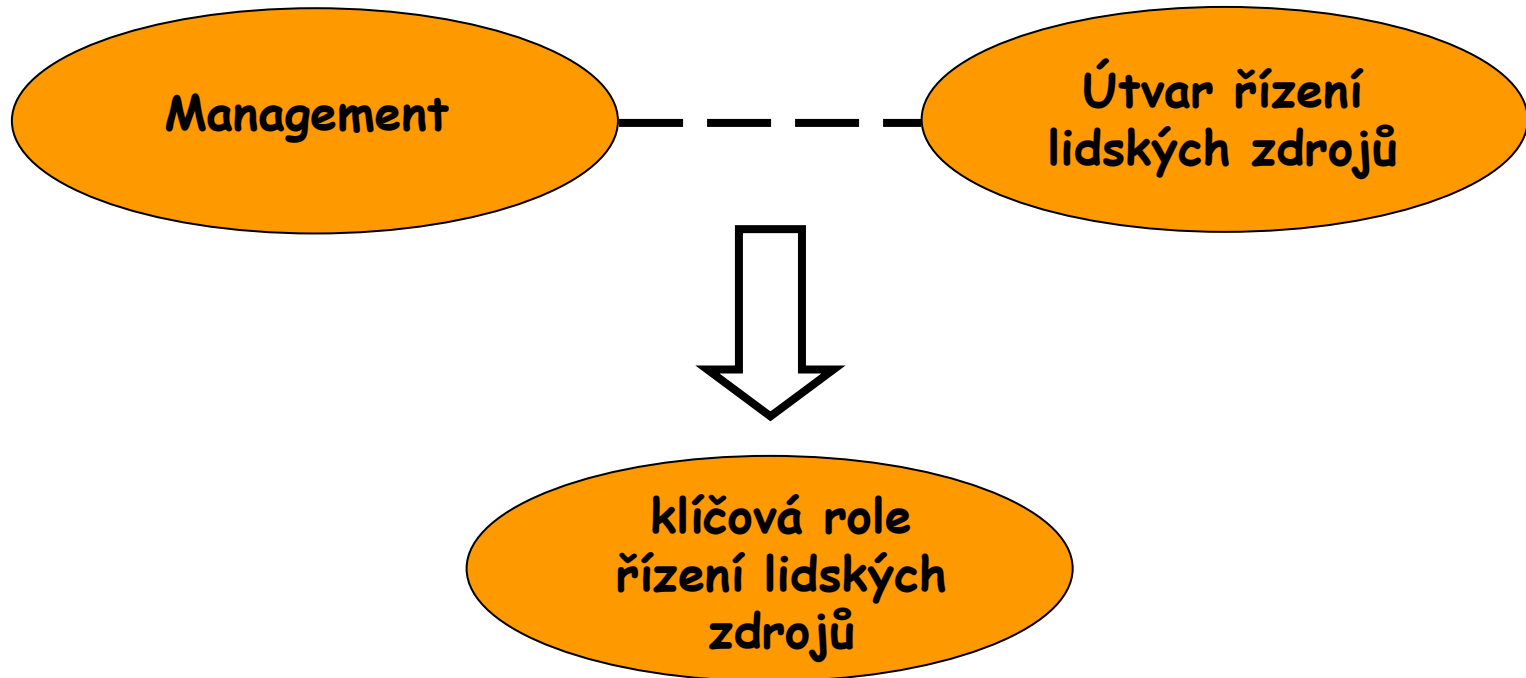 Management
Útvar řízení
lidských zdrojů
klíčová role
řízení lidských
zdrojů